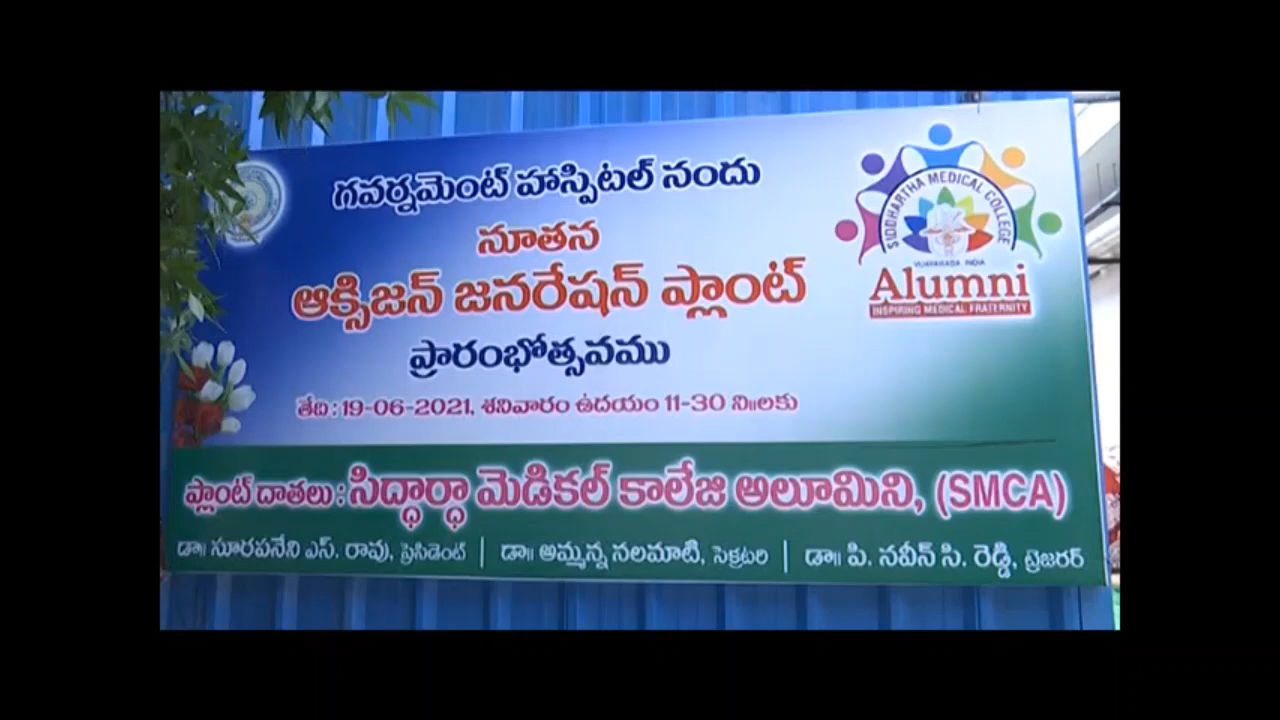 గవర్నమెంట్ హాస్పిటల్ నందు
నూతన
ఆక్సిజన్ జనరేషన్ ప్లాంట్
ప్రారంభోత్సవము
తేది : 19-06-2021, శనివారం ఉదయం 11-30 ని॥లకు
SIDDHARTHA MEDICAL COLLEGE
VIJAYAWADA INDIA
Alumni
INSPIRING MEDICAL FRATERNITY
ప్లాంట్ దాతలు : సిద్ధార్ధా మెడికల్ కాలేజి అలూమిని, (SMCA)
డా॥ సూరపనేని ఎస్. రావు, ప్రెసిడెంట్ | డా॥ అమ్మన్న నలమాటి, సెక్రటరి | డా॥ పి. నవీన్ సి. రెడ్డి, ట్రెజరర్